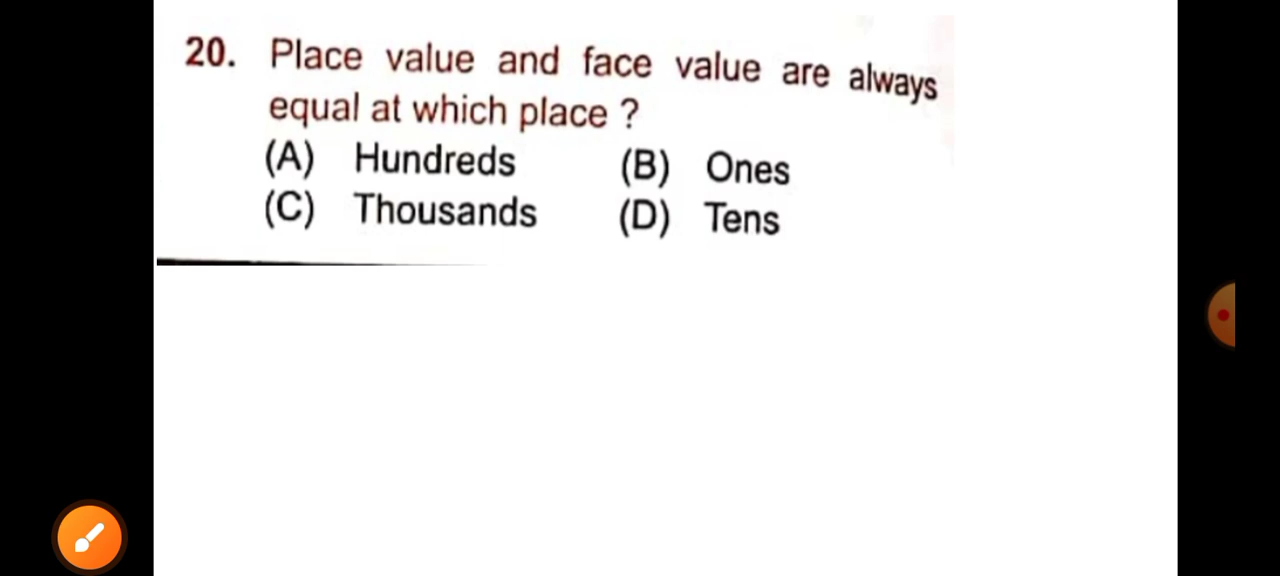 20. Place value and face value are always
equal at which place ?
(A) Hundreds (B) Ones
(C) Thousands (D) Tens